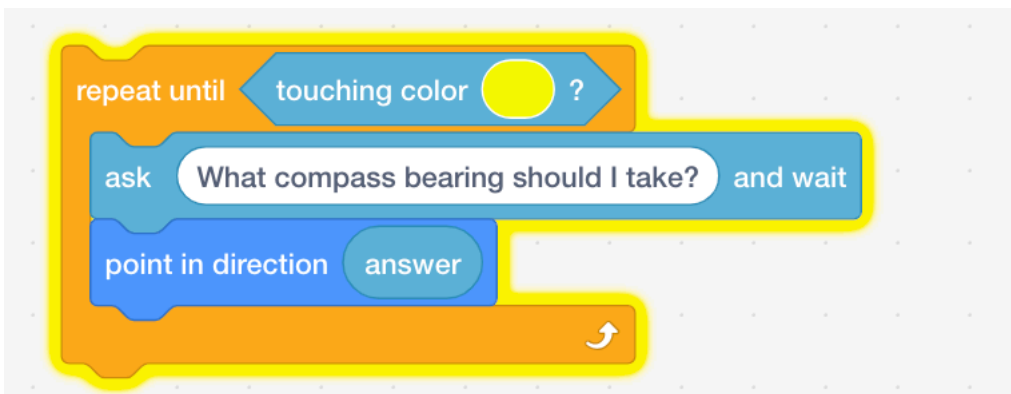 repeat until touching color ?
ask What compass bearing should I take? and wait
point in direction answer